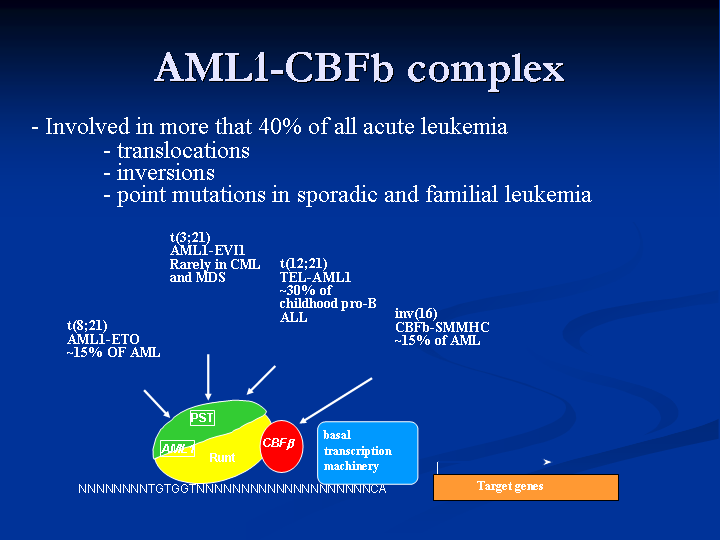 AML1-CBFb complex
- Involved in more that 40% of all acute leukemia
- translocations
- inversions
- point mutations in sporadic and familial leukemia
t(3;21)
AML1-EVI1
Rarely in CML
and MDS
t(12;21)
TEL-AML1
~30% of
childhood pro-B
ALL
inv(16)
CBFb-SMMHC
~15% of AML
t(8;21)
AML1-ETO
~15% OF AML
PST
AML1
Runt
CBFβ
basal
transcription
machinery
Target genes
NNNNNNNNTGTGGTNNNNNNNNNNNNNNNNNNNNCA